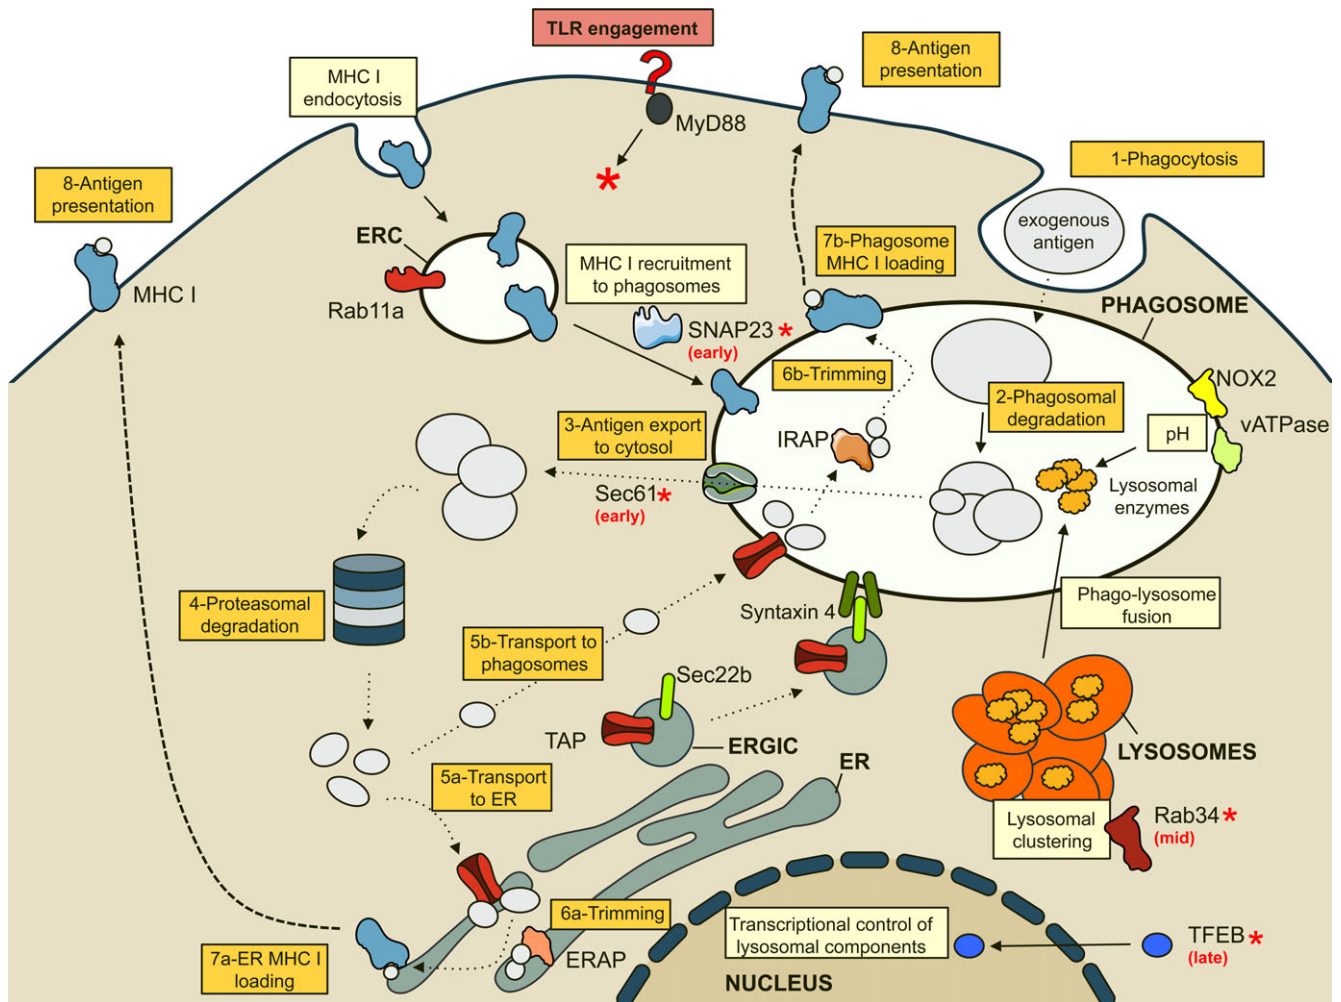 TLR engagement
8-Antigen
presentation
MHC I
endocytosis
MyD88
*
1-Phagocytosis
8-Antigen
presentation
exogenous
antigen
ERC
7b-Phagosome
MHC I loading
MHC I recruitment
to phagosomes
MHC I
Rab11a
PHAGOSOME
SNAP23*
(early)
6b-Trimming
NOX2
2-Phagosomal
degradation
vATPase
3-Antigen export
to cytosol
IRAP
pH
Sec61*
(early)
Lysosomal
enzymes
4-Proteasomal
degradation
Syntaxin 4
Phago-lysosome
fusion
5b-Transport to
phagosomes
Sec22b
TAP
ERGIC
ER
LYSOSOMES
5a-Transport
to ER
Lysosomal
clustering
Rab34*
(mid)
6a-Trimming
Transcriptional control of
lysosomal components
TFEB*
(late)
7a-ER MHC I
loading
ERAP
NUCLEUS